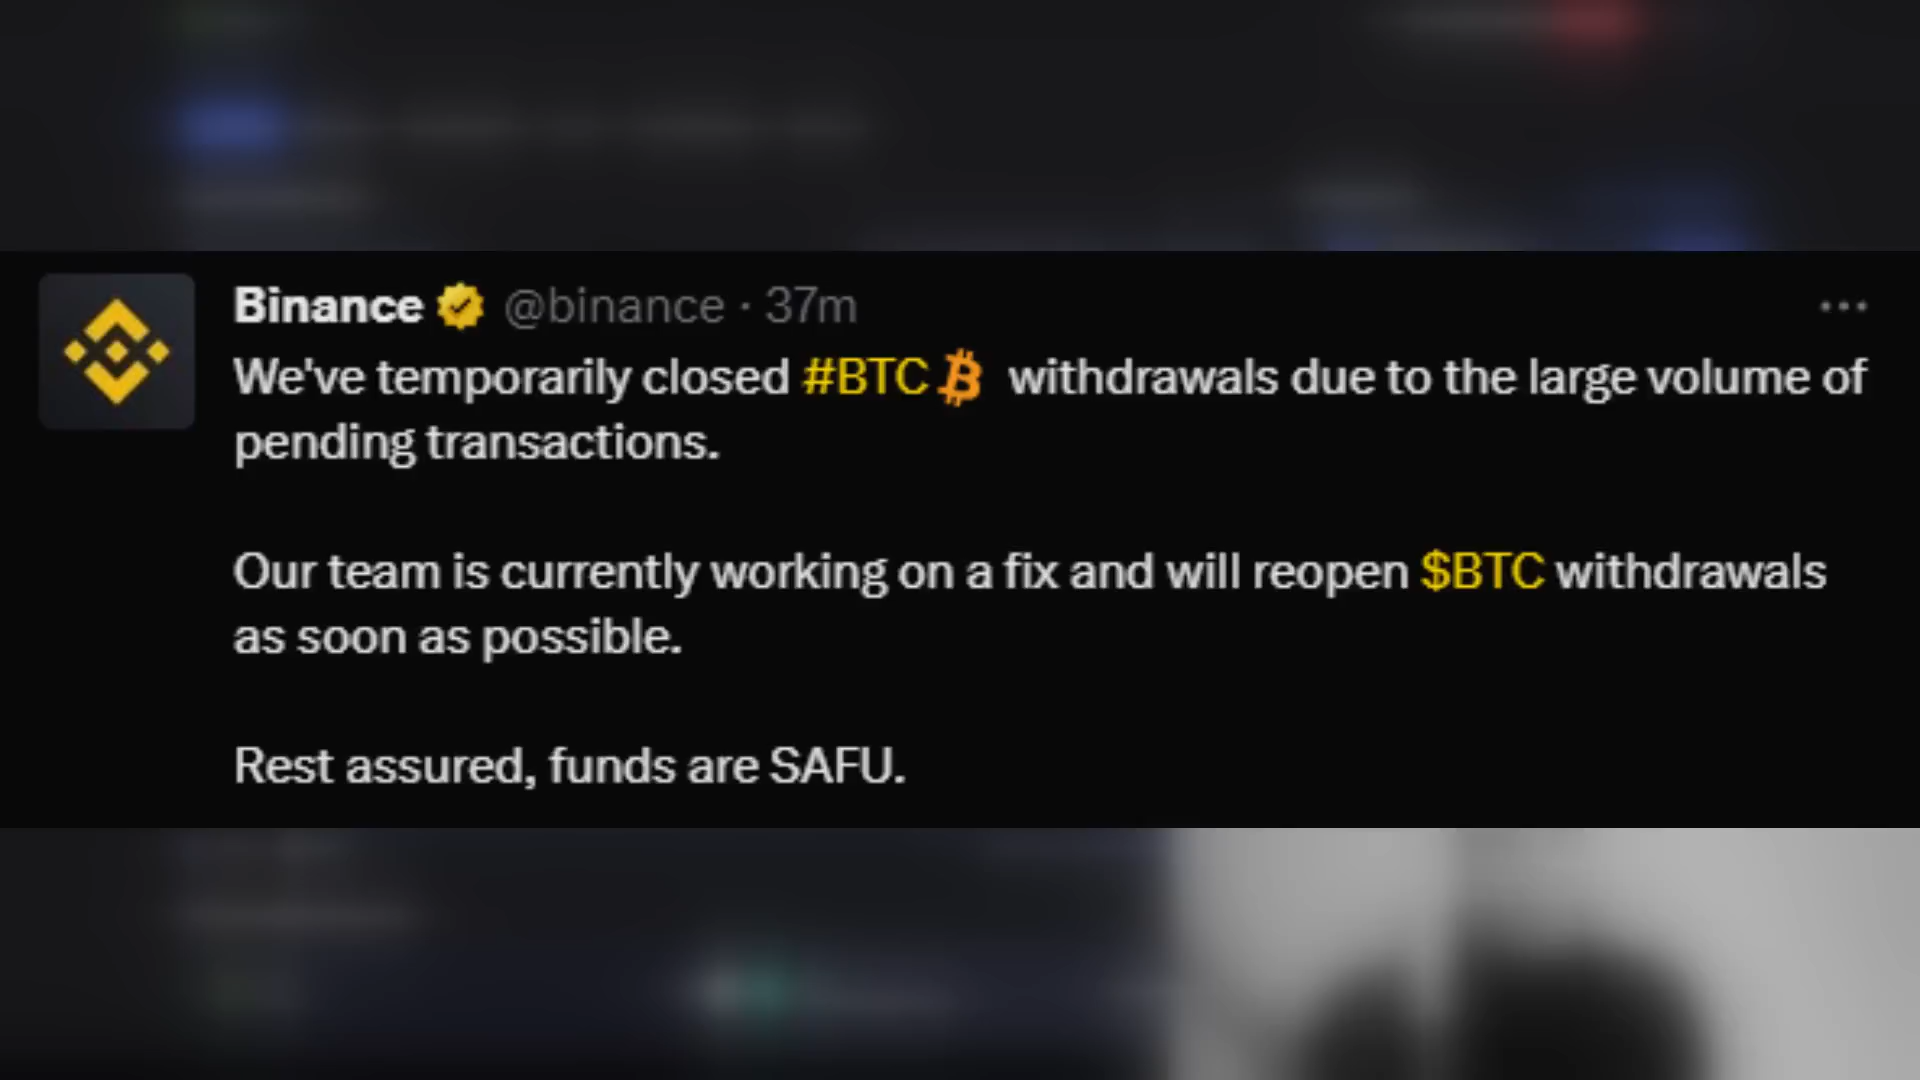 Binance @binance · 37m
We've temporarily closed #BTC withdrawals due to the large volume of
pending transactions.
Our team is currently working on a fix and will reopen $BTC withdrawals
as soon as possible.
Rest assured, funds are SAFU.